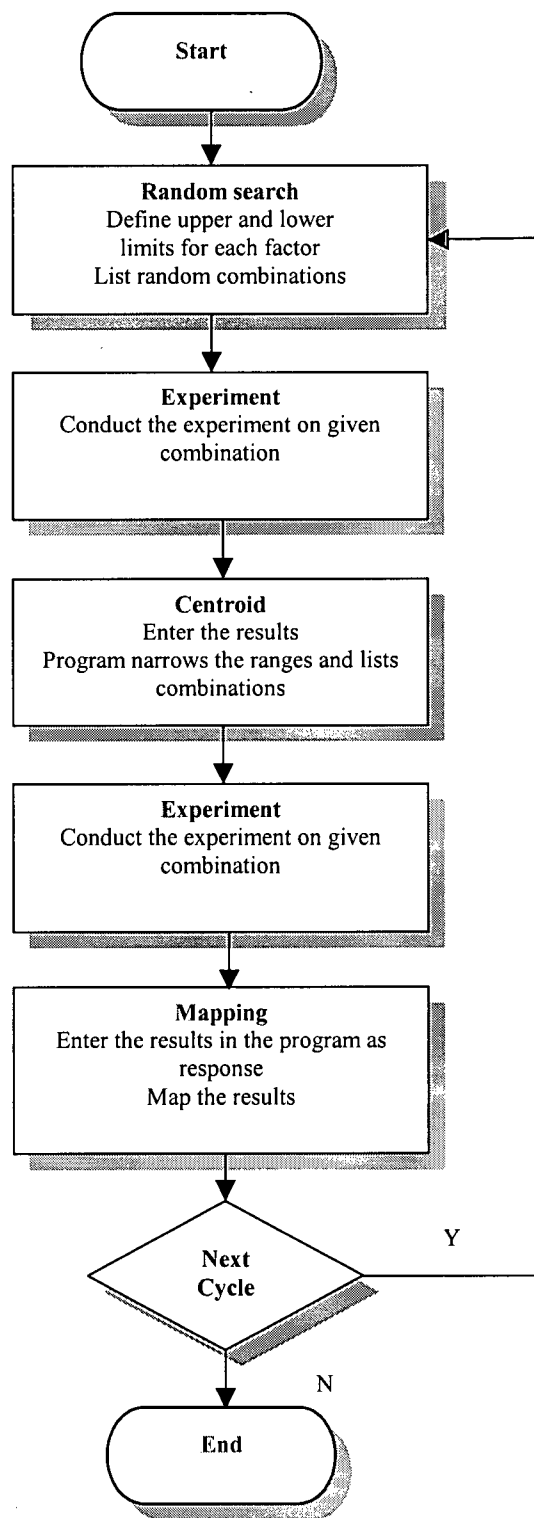 Start
Random search
Define upper and lower
limits for each factor
List random combinations
Experiment
Conduct the experiment on given
combination
Centroid
Enter the results
Program narrows the ranges and lists
combinations
Experiment
Conduct the experiment on given
combination
Mapping
Enter the results in the program as
response
Map the results
Next
Cycle
Y
N
End